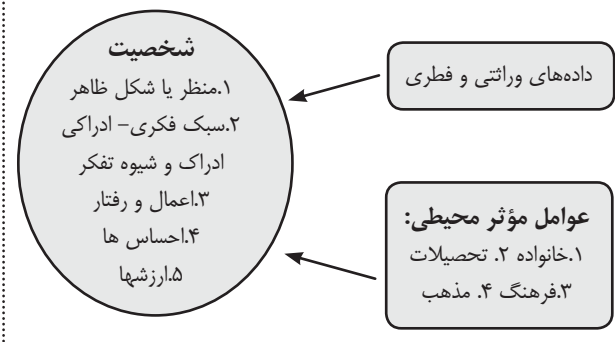 شخصیت
۱.منظر یا شکل ظاهر
۲.سبک فکری– ادراکی
ادراک و شیوه تفکر
۳.اعمال و رفتار
۴.احساس ها
۵.ارزشها
داده‌های وراثتی و فطری
عوامل مؤثر محیطی:
۱.خانواده ۲. تحصیلات
۳.فرهنگ ۴. مذهب